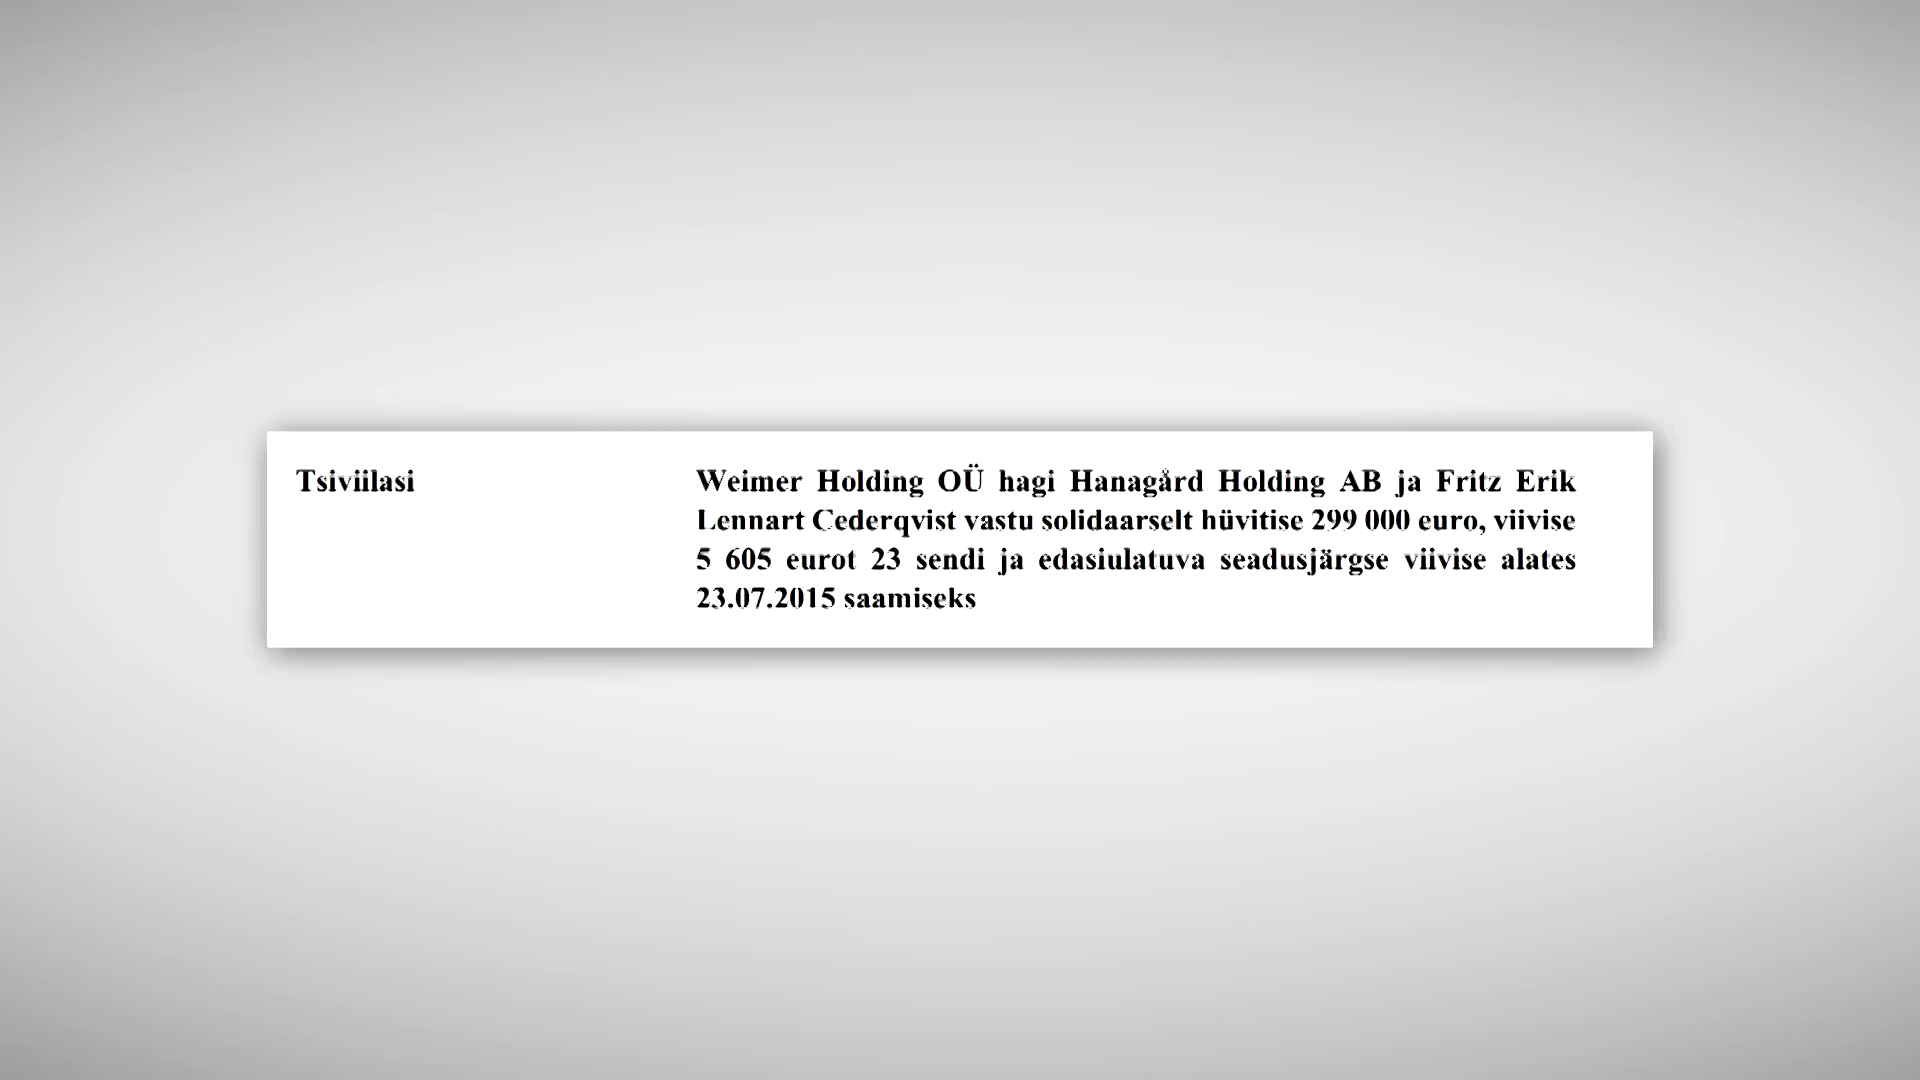 Tsiviilasi
Weimer Holding OÜ hagi Hanagård Holding AB ja Fritz Erik
Lennart Cederqvist vastu solidaarselt hüvitise 299 000 euro, viivise
5 605 eurot 23 sendi ja edasiulatuva seadusjärgse viivise alates
23.07.2015 saamiseks